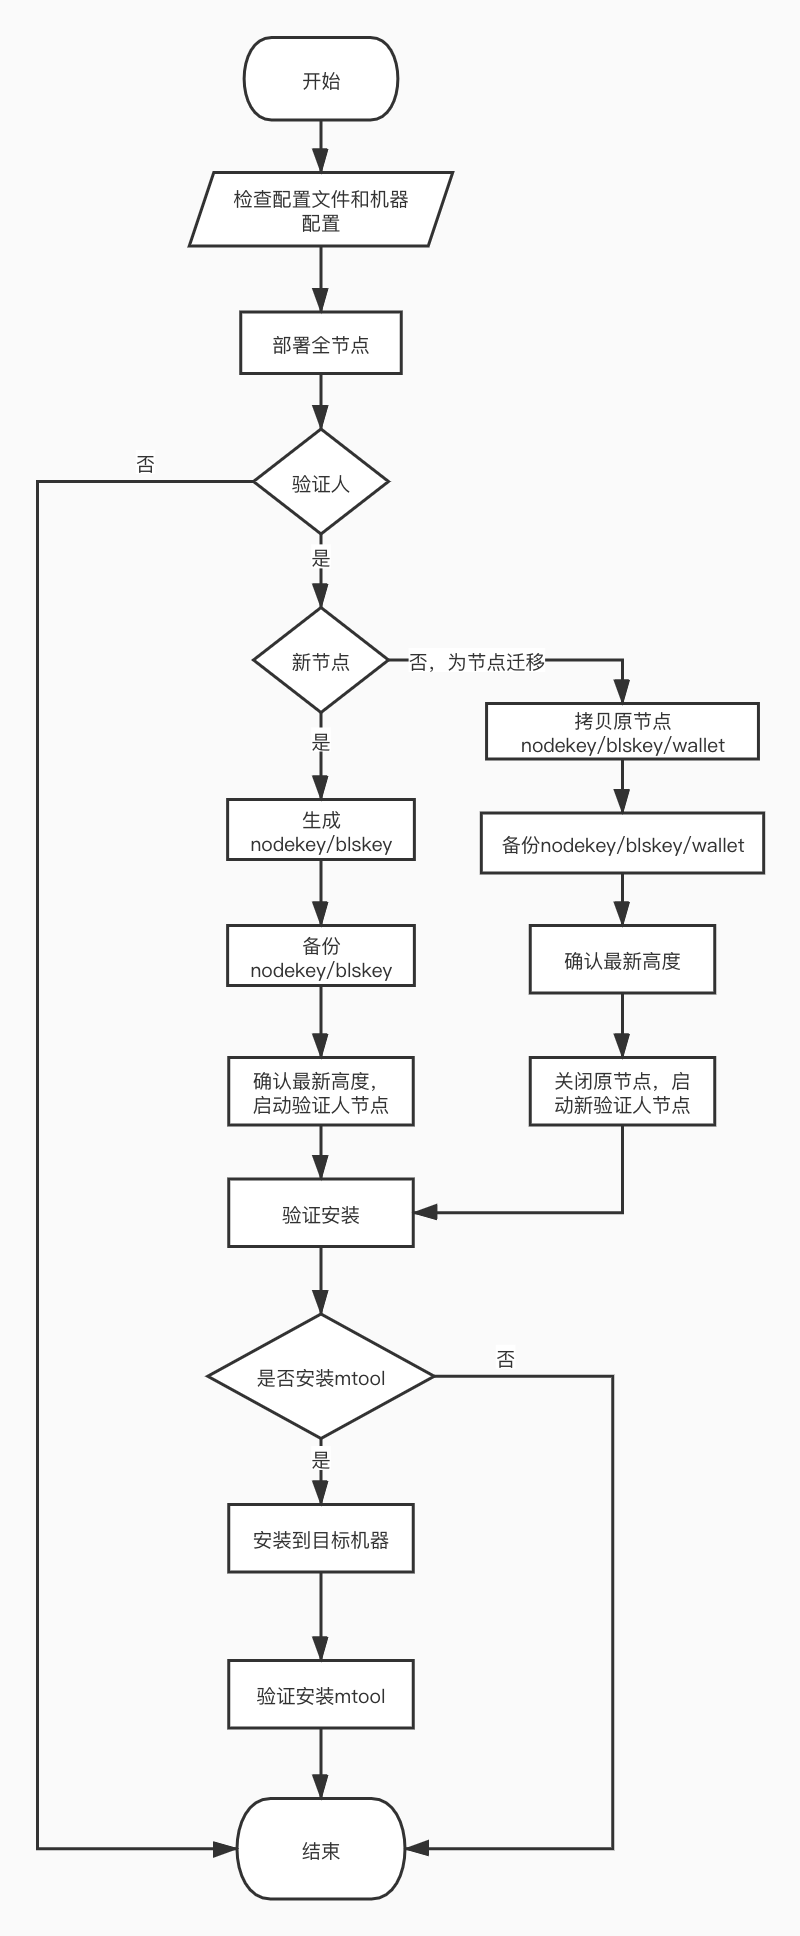 开始
检查配置文件和机器
配置
部署全节点
否
验证人
是
新节点
否，为节点迁移
拷贝原节点
nodekey/blskey/wallet
是
生成
nodekey/blskey
备份nodekey/blskey/wallet
备份
nodekey/blskey
确认最新高度
确认最新高度，
启动验证人节点
关闭原节点，启
动新验证人节点
验证安装
是否安装mtool
否
是
安装到目标机器
验证安装mtool
结束